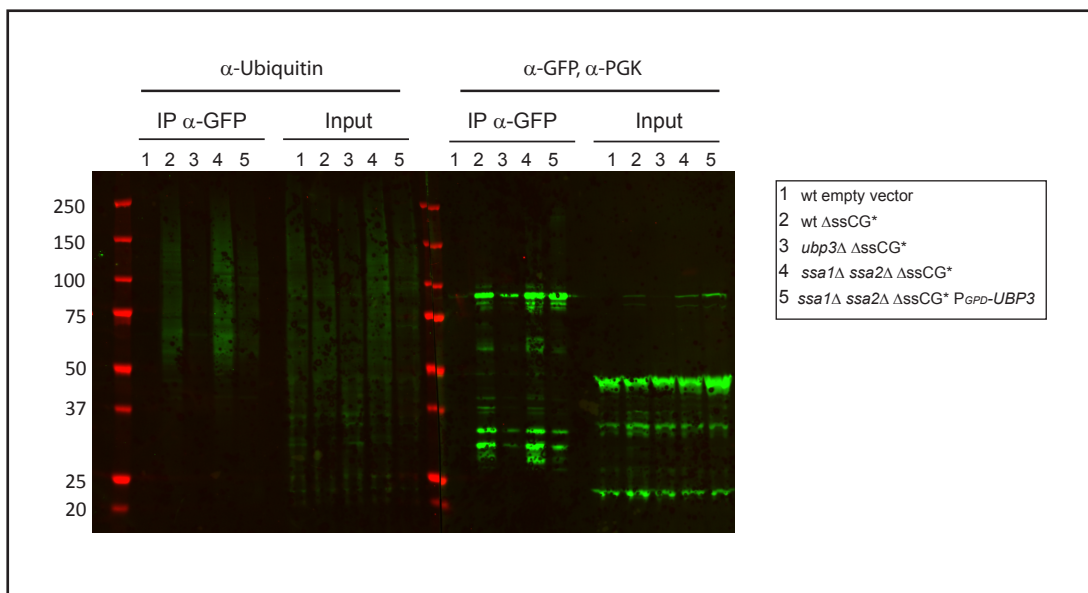 α-Ubiquitin α-GFP, α-PGK
IP α-GFP Input IP α-GFP Input
1 2 3 4 5 1 2 3 4 5 1 2 3 4 5 1 2 3 4 5
250
150
100
75
50
37
25
20
1 wt empty vector
2 wt ΔssCG*
3 ubp3Δ ΔssCG*
4 ssa1Δ ssa2Δ ΔssCG*
5 ssa1Δ ssa2Δ ΔssCG* PGPD-UBP3